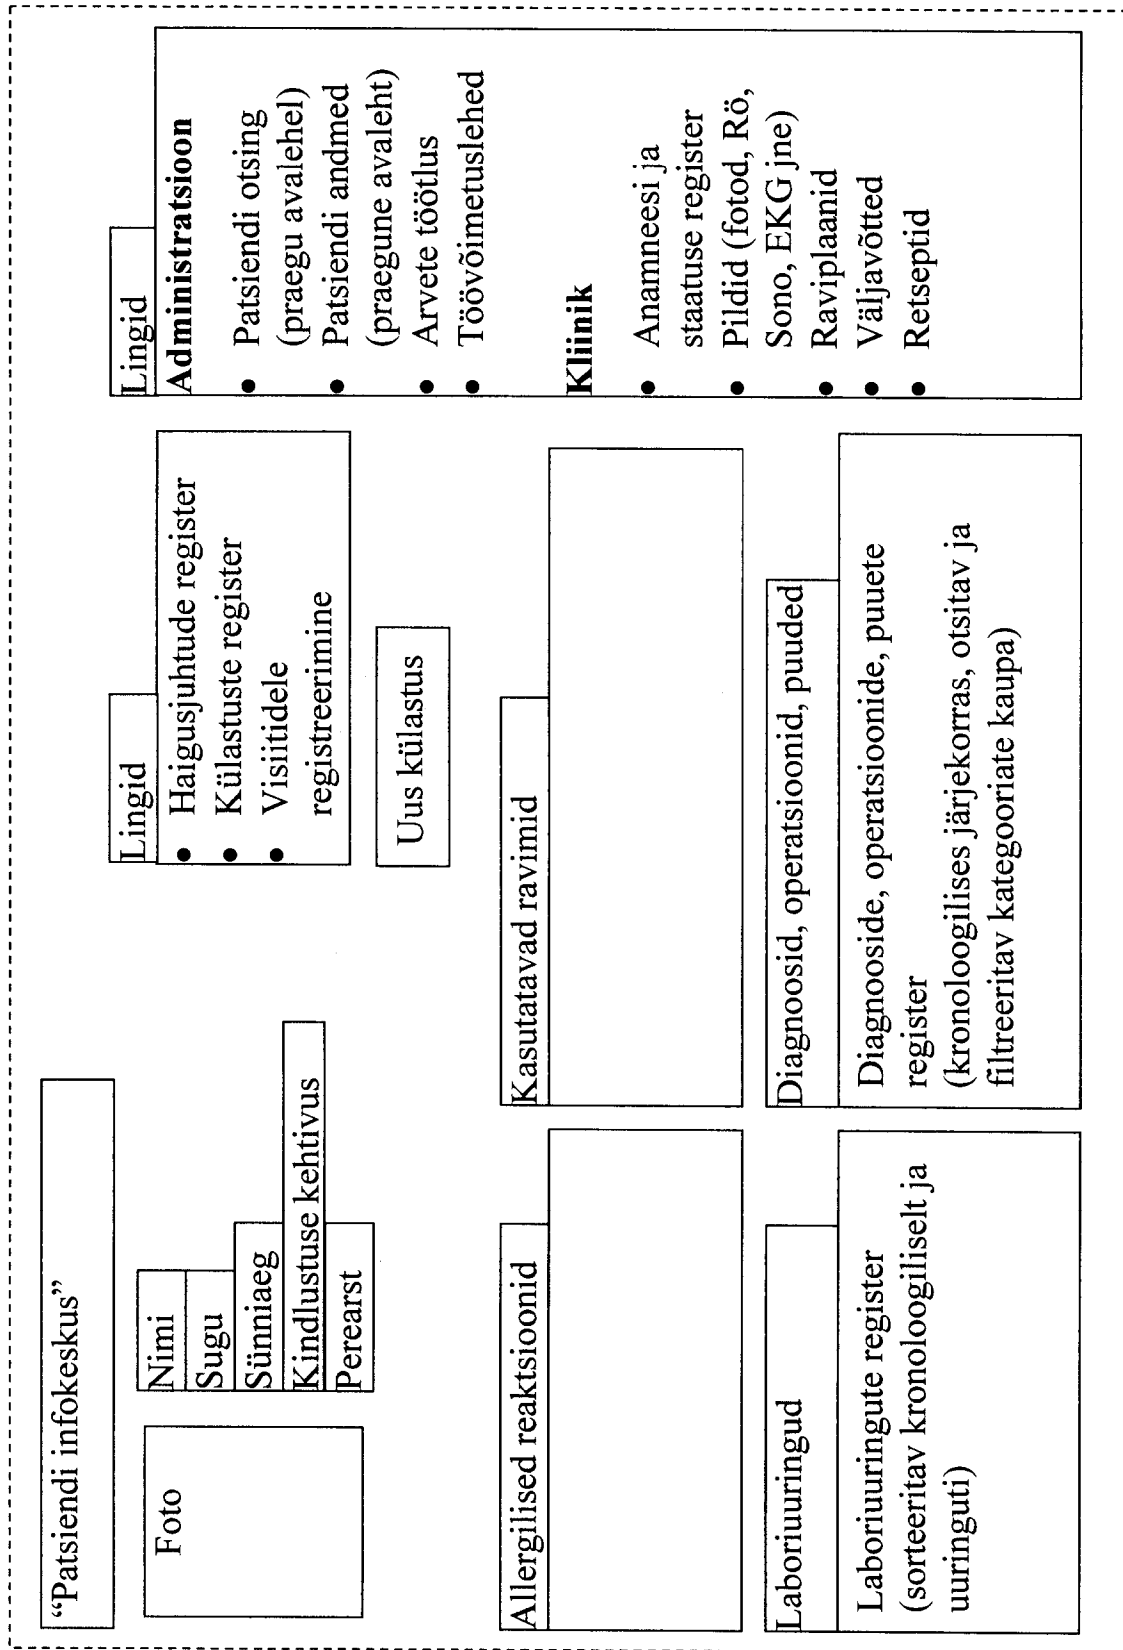 “Patsiendi infokeskus”
Foto
Nimi
Sugu
Sünniaeg
Kindlustuse kehtivus
Perearst
Lingid
• Haigusjuhtude register
• Külastuste register
• Visiitidele
registreerimine
Uus külastus
Lingid
Administratsioon
• Patsiendi otsing
(praegu avalehel)
• Patsiendi andmed
(praegune avaleht)
• Arvete töötlus
• Töövõimetuslehed
Kliinik
• Anamneesi ja
staatuse register
• Pildid (fotod, Rö,
Sono, EKG jne)
• Raviplaanid
• Väljavõtted
• Retseptid
Allergilised reaktsioonid
Kasutatavad ravimid
Laboriuuringud
Laboriuuringute register
(sorteeritav kronoloogiliselt ja
uuringuti)
Diagnoosid, operatsioonid, puuded
Diagnooside, operatsioonide, puuete
register
(kronoloogilises järjekorras, otsitav ja
filtreeritav kategooriate kaupa)